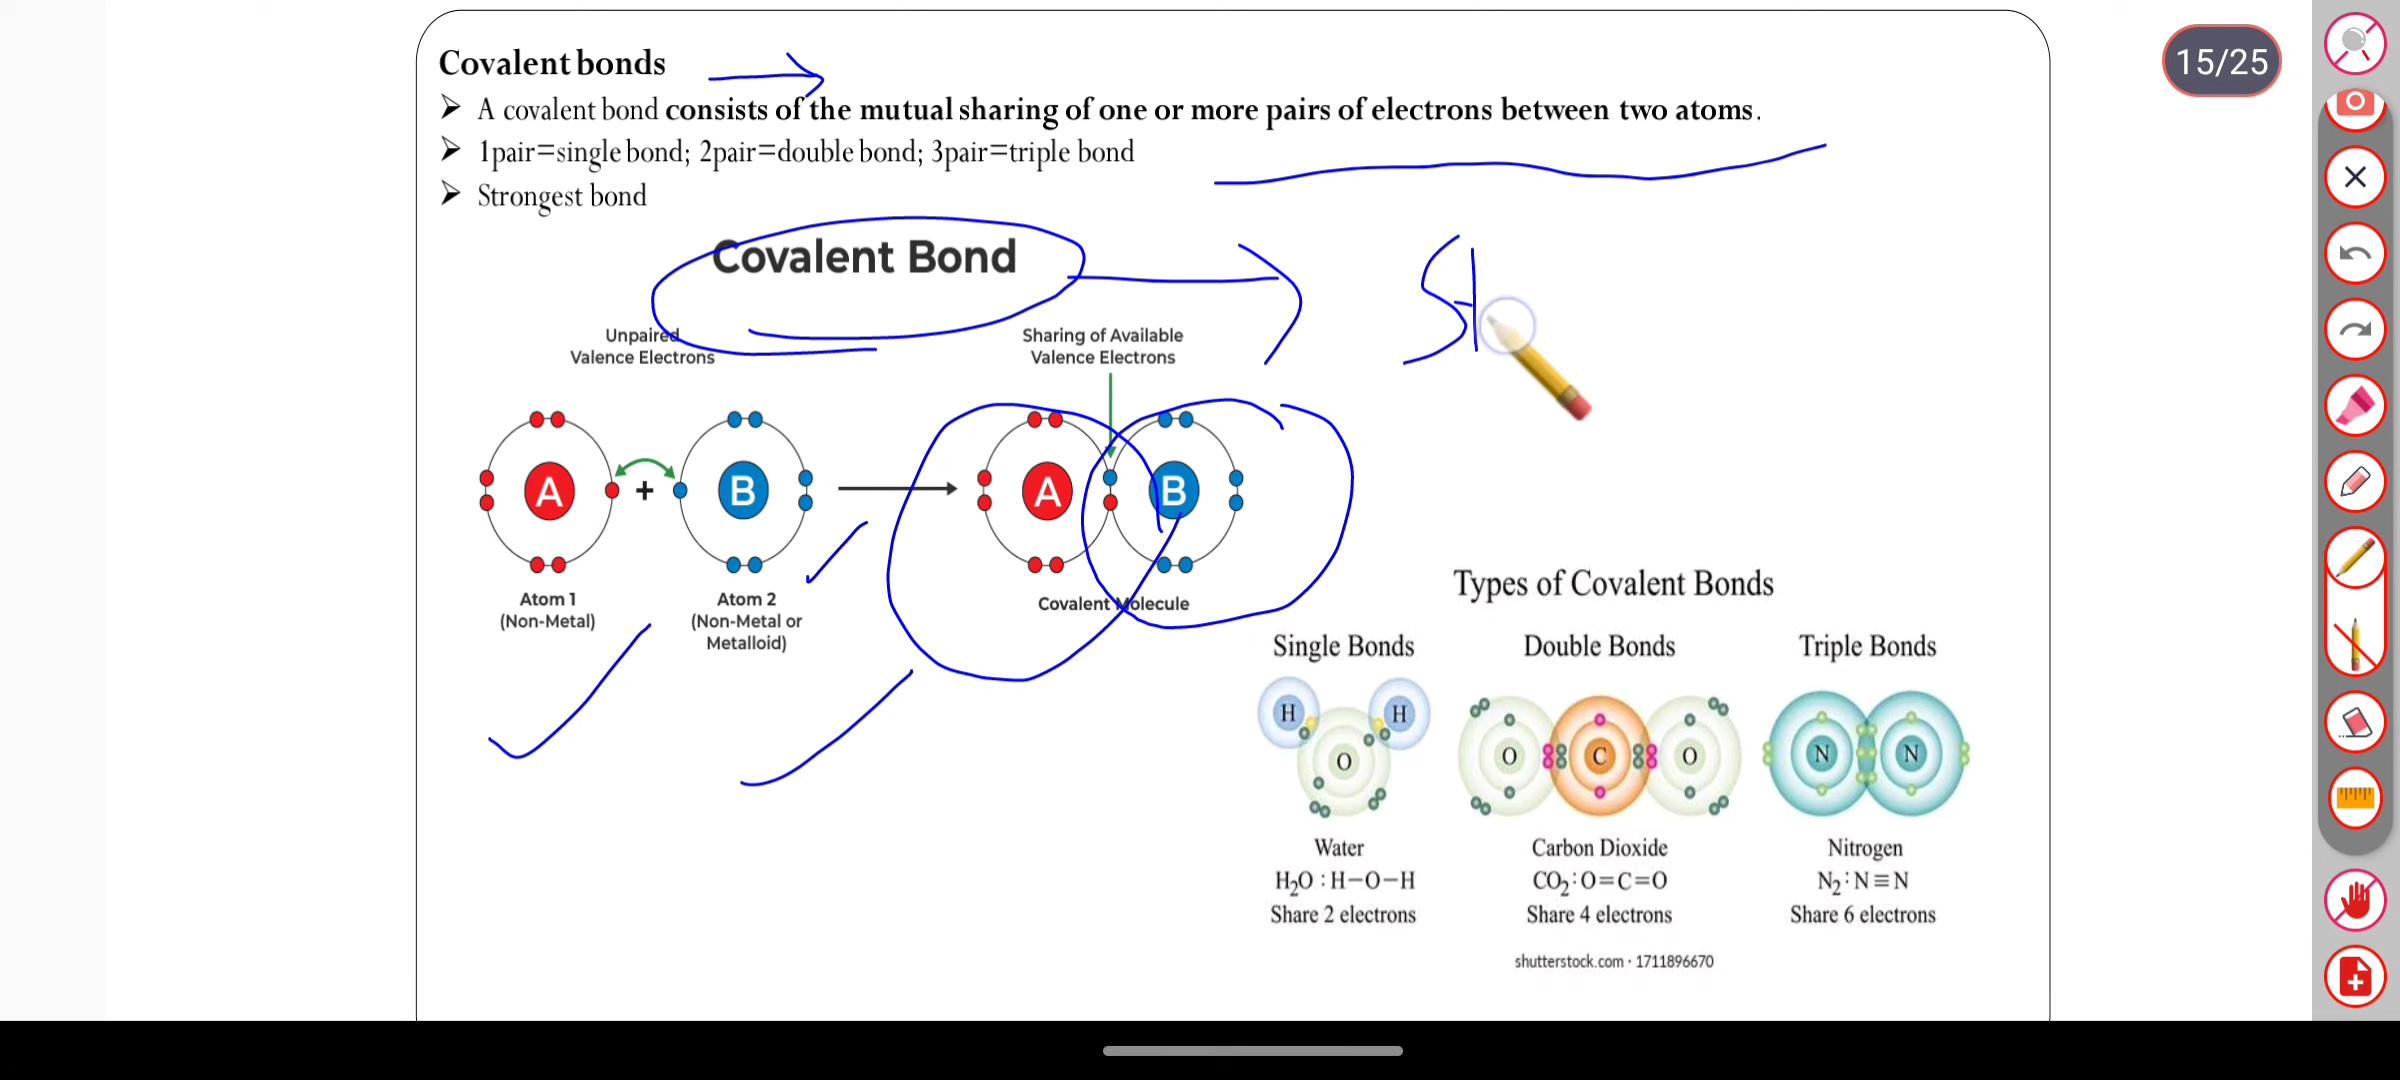 15/25
Covalent bonds
➤ A covalent bond consists of the mutual sharing of one or more pairs of electrons between two atoms.
➤ 1pair=single bond; 2pair=double bond; 3pair=triple bond
➤ Strongest bond
Covalent Bond
Unpaired
Valence Electrons
Sharing of Available
Valence Electrons
A
+
B
A
B
Atom 1
(Non-Metal)
Atom 2
(Non-Metal or
Metalloid)
Covalent Molecule
Types of Covalent Bonds
Single Bonds
Double Bonds
Triple Bonds
H
H
O
O
C
O
N
N
Water
H₂O : H−O−H
Share 2 electrons
Carbon Dioxide
CO₂ : O=C=O
Share 4 electrons
Nitrogen
N₂ : N≡N
Share 6 electrons
shutterstock.com · 1711896670